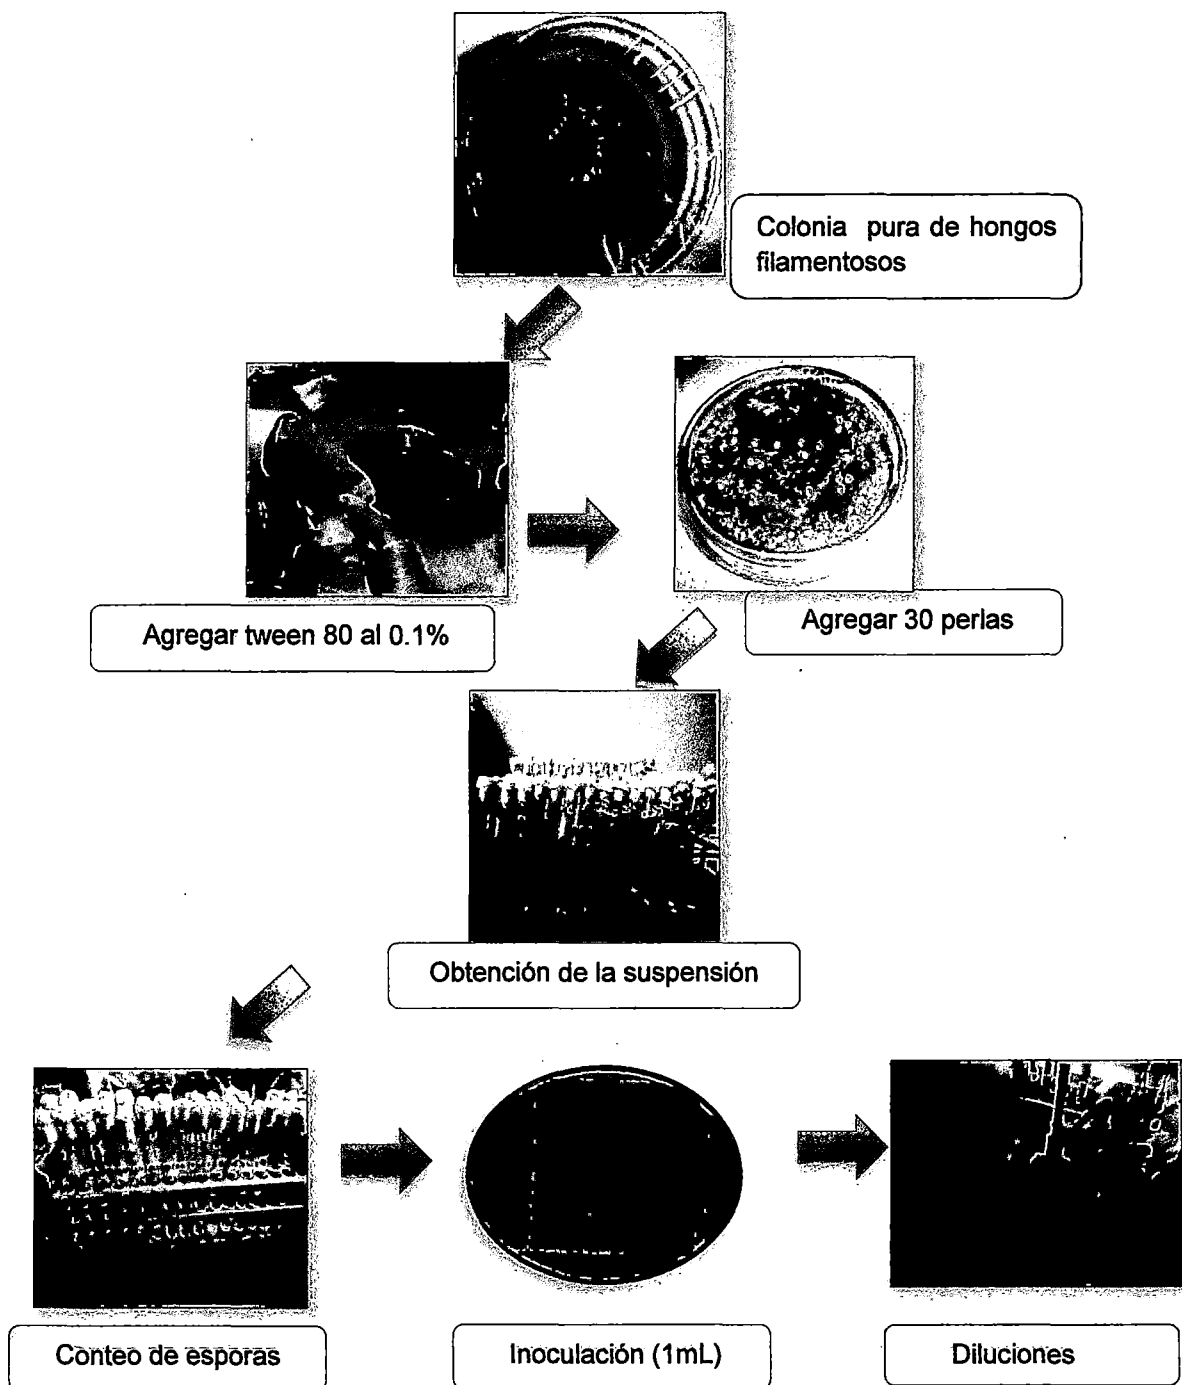 Colonia pura de hongos
filamentosos
Agregar tween 80 al 0.1%
Agregar 30 perlas
Obtención de la suspensión
Conteo de esporas
Inoculación (1mL)
Diluciones